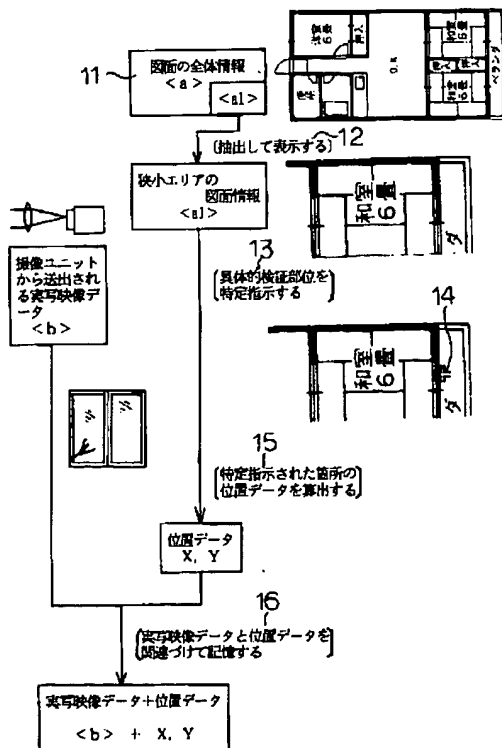 11
図面の全体情報
<a>
<a1>
洋室
6畳
押入
D.K
和室
6畳
押入
押入
和室
6畳
ベランダ
12
(抽出して表示する)
狭小エリアの
図面情報
<a1>
和室
6畳
ダ
撮像ユニット
から送出され
る実写映像デ
ータ
<b>
13
(具体的検証部位を
特定指示する)
14
和室
6畳
ダ
15
(特定指示された箇所の
位置データを算出する)
位置データ
X, Y
16
(実写映像データと位置データを
関連づけて記憶する)
実写映像データ+位置データ
<b> + X, Y